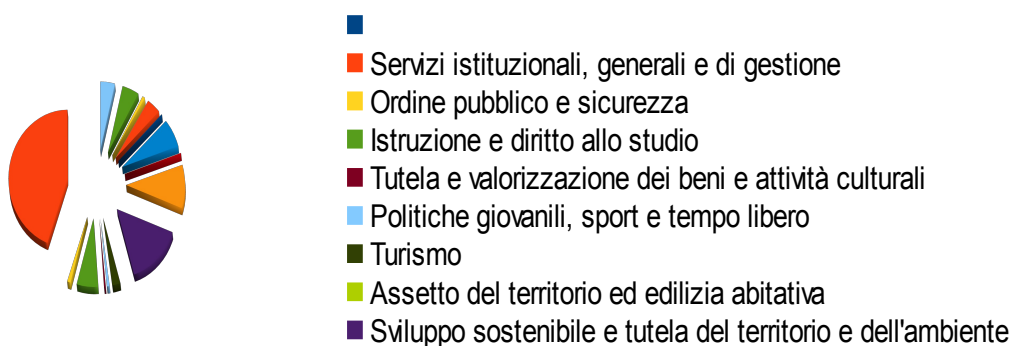 Servizi istituzionali, generali e di gestione
Ordine pubblico e sicurezza
Istruzione e diritto allo studio
Tutela e valorizzazione dei beni e attività culturali
Politiche giovanili, sport e tempo libero
Turismo
Assetto del territorio ed edilizia abitativa
Sviluppo sostenibile e tutela del territorio e dell'ambiente